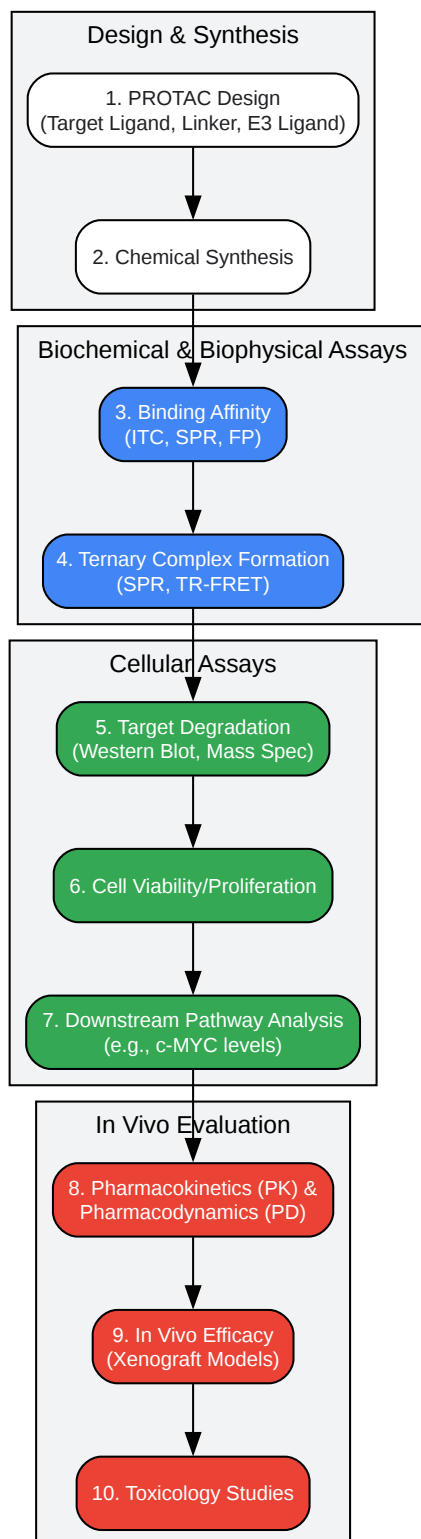 Design & Synthesis
1. PROTAC Design
(Target Ligand, Linker, E3 Ligand)
2. Chemical Synthesis
Biochemical & Biophysical Assays
3. Binding Affinity
(ITC, SPR, FP)
4. Ternary Complex Formation
(SPR, TR-FRET)
Cellular Assays
5. Target Degradation
(Western Blot, Mass Spec)
6. Cell Viability/Proliferation
7. Downstream Pathway Analysis
(e.g., c-MYC levels)
In Vivo Evaluation
8. Pharmacokinetics (PK) &
Pharmacodynamics (PD)
9. In Vivo Efficacy
(Xenograft Models)
10. Toxicology Studies